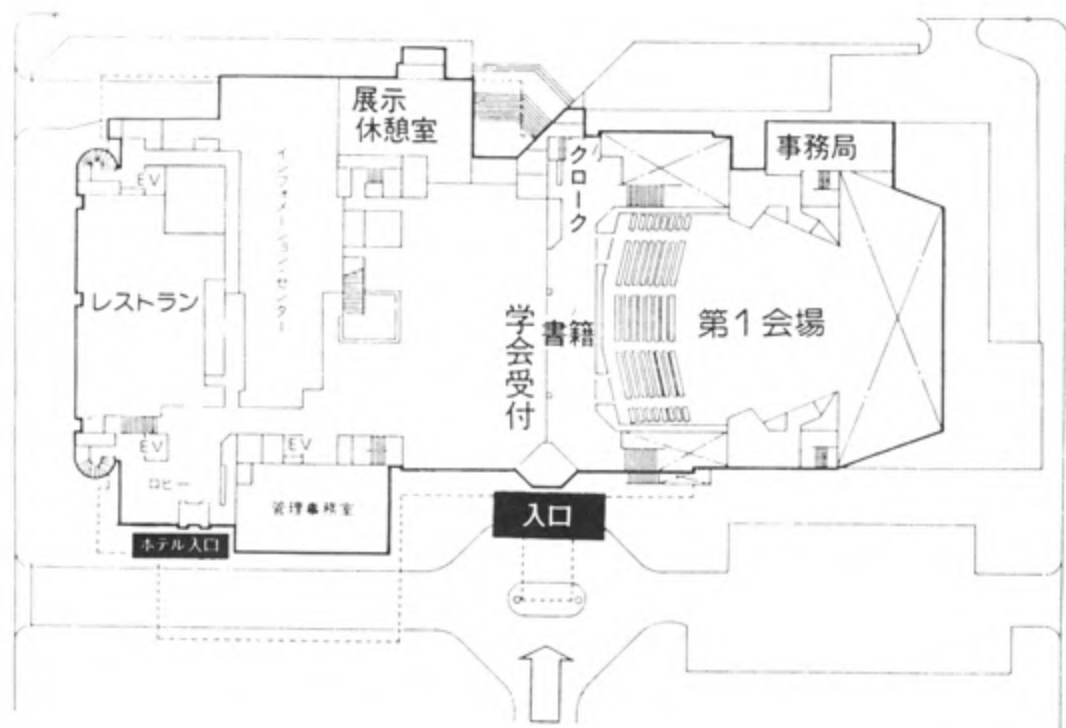 展示
休憩室
クローク
事務局
EV
インフォメーション・センター
レストラン
学会受付
書籍
第1会場
EV
EV
ロビー
管理事務室
入口
ホテル入口